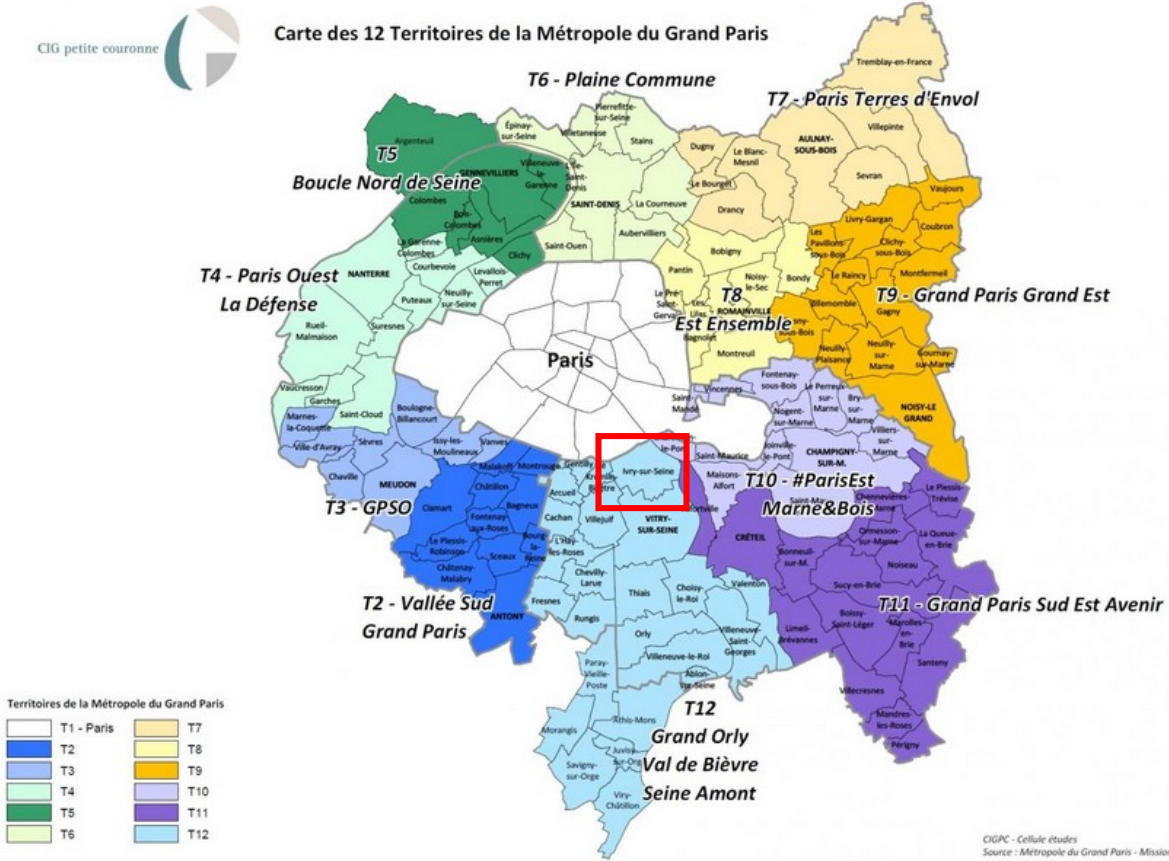 CIG petite couronne
Carte des 12 Territoires de la Métropole du Grand Paris
T6 - Plaine Commune
T7 - Paris Terres d'Envol
Tremblay-en-France
Épinay-
sur-Seine
Pierrefitte-
sur-Seine
Villetaneuse
Stains
Dugny
Le Blanc-
Mesnil
AULNAY-
SOUS-BOIS
Villepinte
Sevran
Le Bourget
Drancy
Argenteuil
T5
Boucle Nord de Seine
GENNEVILLIERS
Villeneuve-
la-
Garenne
L'Île-
Saint-
Denis
SAINT-DENIS
La Courneuve
Aubervilliers
Saint-Ouen
Colombes
Bois-
Colombes
Asnières
Clichy
La Garenne-
Colombes
Vaujours
Livry-Gargan
Coubron
Les
Pavillons-
sous-Bois
Clichy-
sous-Bois
Montfermeil
Le Raincy
Gagny
T9 - Grand Paris Grand Est
Neuilly-
Plaisance
Neuilly-
sur-
Marne
Gournay-
sur-Marne
NOISY-LE
GRAND
Bobigny
Pantin
Noisy-
le-Sec
Bondy
Le Pré-
Saint-
T8
Est Ensemble
ROMAINVILLE
Montreuil
T4 - Paris Ouest
La Défense
NANTERRE
Courbevoie
Levallois-
Perret
Puteaux
Neuilly-
sur-Seine
Rueil-
Malmaison
Suresnes
Vaucresson
Garches
Saint-Cloud
Paris
Marnes-
la-Coquette
Ville-d'Avray
Sèvres
Boulogne-
Billancourt
Issy-les-
Moulineaux
Vanves
Chaville
MEUDON
T3 - GPSO
Malakoff
Montrouge
Châtillon
Clamart
Bagneux
Fontenay-
aux-Roses
Le Plessis-
Robinson
Sceaux
Bourg-
la-
Reine
Châtenay-
Malabry
T2 - Vallée Sud
Grand Paris
ANTONY
Vincennes
Saint-
Mandé
Fontenay-
sous-Bois
Le Perreux-
sur-
Marne
Bry-
sur-
Marne
Nogent-
sur-Marne
Villiers-
sur-
Marne
Joinville-
le-Pont
CHAMPIGNY-
SUR-M.
Saint-Maurice
Maisons-
Alfort
T10 - #ParisEst
Marne&Bois
Gentilly
Arcueil
Cachan
Villejuif
Ivry-sur-Seine
VITRY-
SUR-SEINE
L'Haÿ-
les-Roses
Chevilly-
Larue
Fresnes
Rungis
Thiais
Choisy-
le-Roi
Valenton
Orly
Villeneuve-
Saint-
Georges
Villeneuve-le-Roi
Ablon-
sur-Seine
Paray-
Vieille-
Poste
Athis-Mons
Morangis
Savigny-
sur-Orge
Viry-
Châtillon
T12
Grand Orly
Val de Bièvre
Seine Amont
Le Plessis-
Trévise
Ormesson-
sur-Marne
La Queue-
en-Brie
CRÉTEIL
Bonneuil-
sur-M.
Noiseau
Sucy-en-Brie
T11 - Grand Paris Sud Est Avenir
Boissy-
Saint-Léger
Marolles-
en-
Brie
Limeil-
Brévannes
Santeny
Villecresnes
Mandres-
les-Roses
Périgny
Territoires de la Métropole du Grand Paris
T1 - Paris
T2
T3
T4
T5
T6
T7
T8
T9
T10
T11
T12
CIGPC - Cellule études
Source : Métropole du Grand Paris - Mission